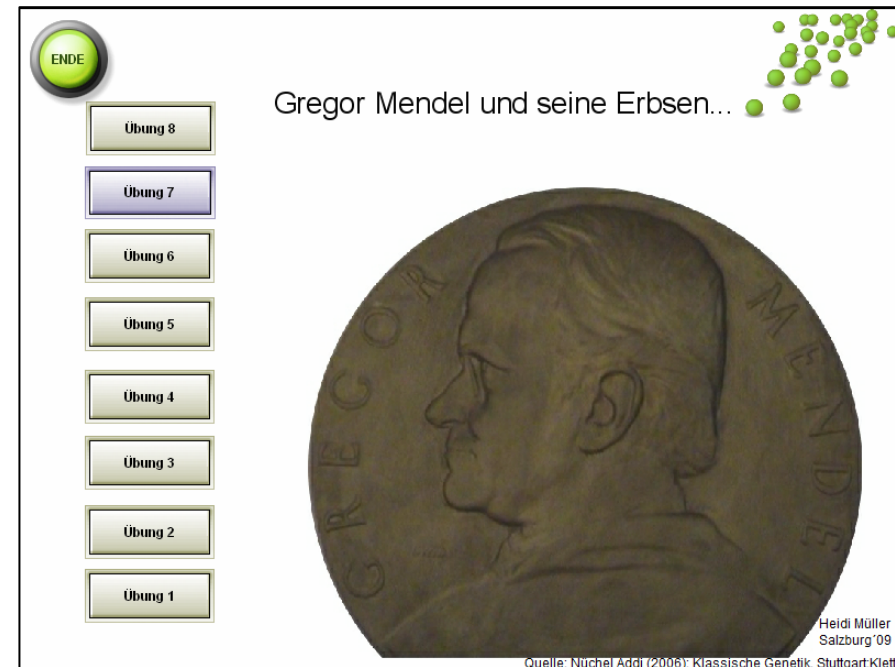 ENDE
Gregor Mendel und seine Erbsen...
Übung 8
Übung 7
Übung 6
Übung 5
Übung 4
Übung 3
Übung 2
Übung 1
GREGOR MENDEL
Heidi Müller
Salzburg´09
Quelle: Nüchel Addi (2006): Klassische Genetik. Stuttgart:Klett